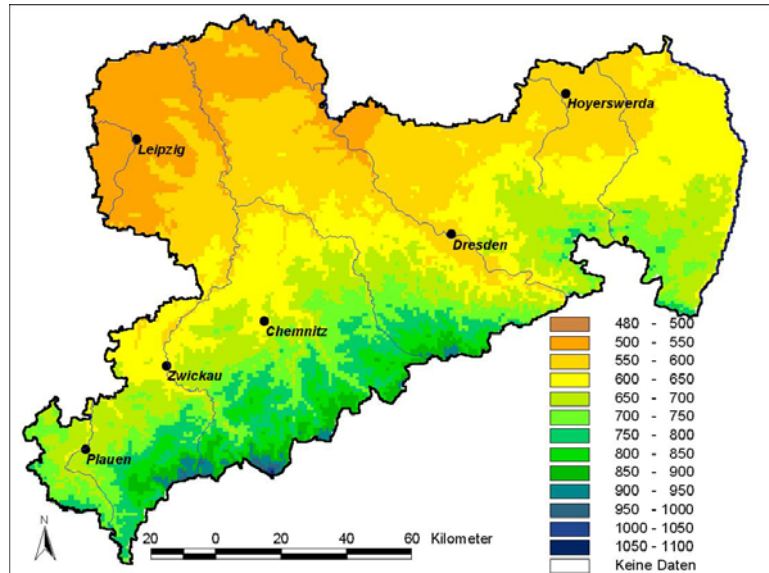 Hoyerswerda
Leipzig
Dresden
Chemnitz
Zwickau
Plauen
480 - 500
500 - 550
550 - 600
600 - 650
650 - 700
700 - 750
750 - 800
800 - 850
850 - 900
900 - 950
950 - 1000
1000 - 1050
1050 - 1100
Keine Daten
N
20 0 20 40 60 Kilometer